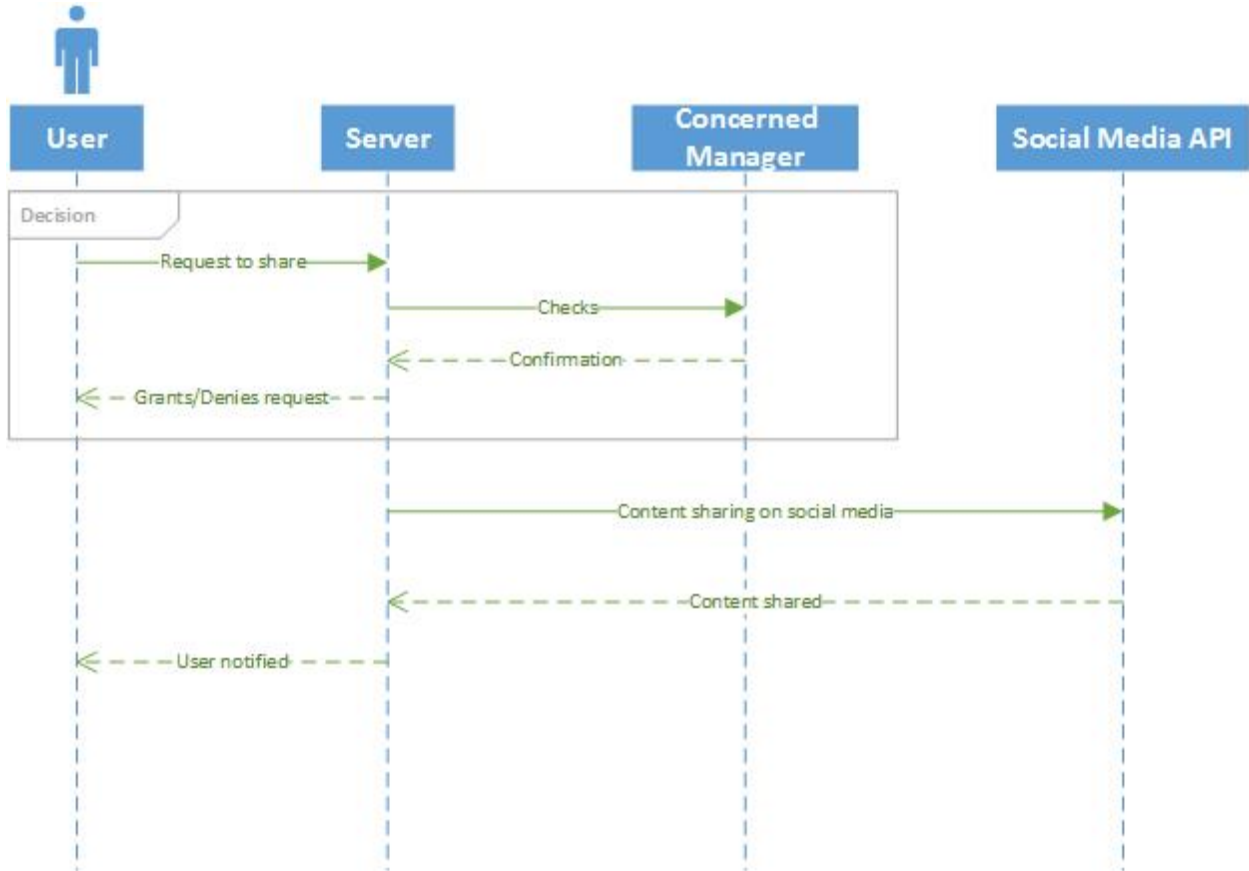 User
Server
Concerned
Manager
Social Media API
Decision
Request to share
Checks
Confirmation
Grants/Denies request
Content sharing on social media
Content shared
User notified